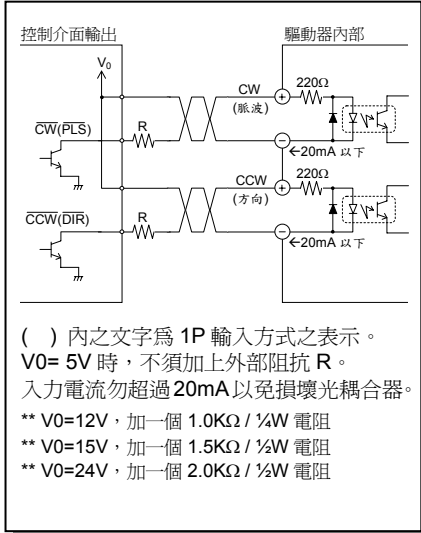 控制介面輸出
驅動器內部
V₀
CW
(脈波)
220Ω
CW(PLS)
R
←20mA 以下
CCW
(方向)
220Ω
CCW(DIR)
R
←20mA 以下
( ) 內之文字爲 1P 輸入方式之表示。
V0= 5V 時，不須加上外部阻抗 R。
入力電流勿超過20mA以免損壞光耦合器。
** V0=12V，加一個 1.0KΩ / ¼W 電阻
** V0=15V，加一個 1.5KΩ / ½W 電阻
** V0=24V，加一個 2.0KΩ / ½W 電阻